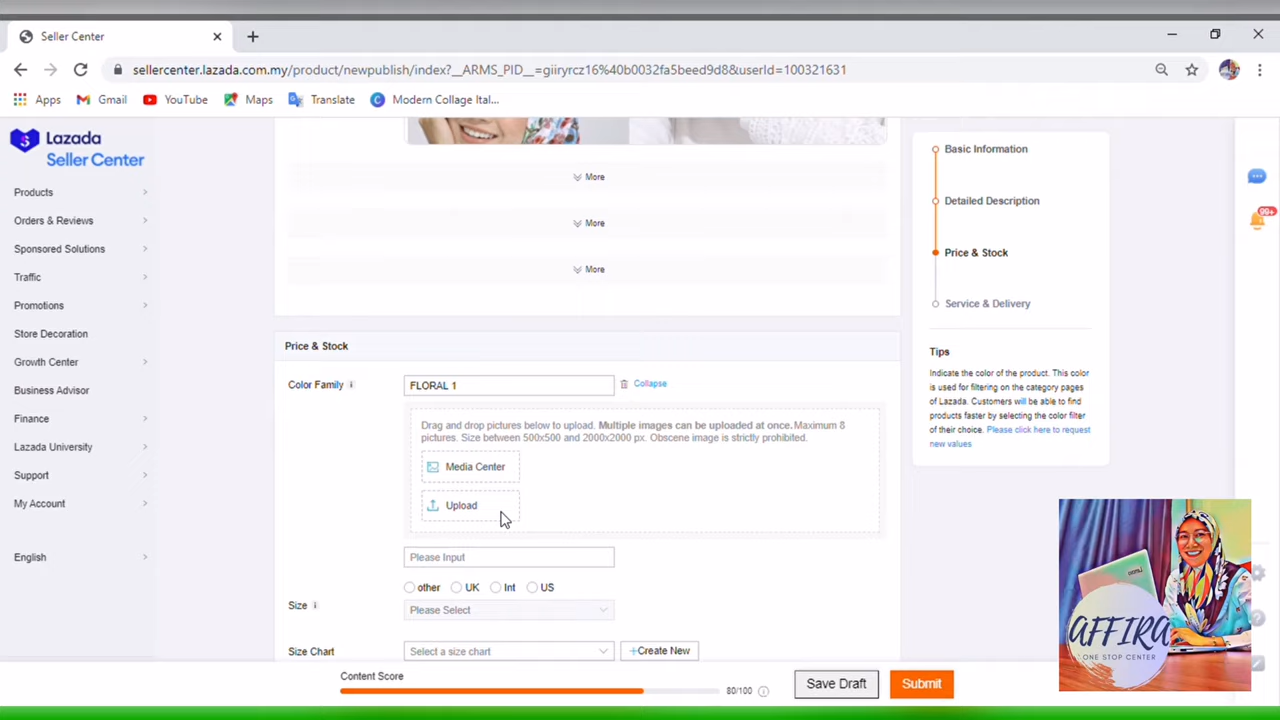 Seller Center
sellercenter.lazada.com.my/product/newpublish/index?__ARMS_PID__=giiryrcz16%40b0032fa5beed9d8&userId=100321631
Apps Gmail YouTube Maps Translate Modern Collage Ital...
Lazada
Seller Center
Products
Orders & Reviews
Sponsored Solutions
Traffic
Promotions
Store Decoration
Growth Center
Business Advisor
Finance
Lazada University
Support
My Account
English
More
More
More
Price & Stock
Color Family
FLORAL 1
Collapse
Drag and drop pictures below to upload. Multiple images can be uploaded at once.Maximum 8
pictures. Size between 500x500 and 2000x2000 px. Obscene image is strictly prohibited.
Media Center
Upload
Please Input
other UK Int US
Size
Please Select
Size Chart
Select a size chart
+Create New
Content Score
80/100
Save Draft
Submit
Basic Information
Detailed Description
Price & Stock
Service & Delivery
Tips
Indicate the color of the product. This color
is used for filtering on the category pages
of Lazada. Customers will be able to find
products faster by selecting the color filter
of their choice. Please click here to request
new values
99+
AFFIRA
ONE STOP CENTER